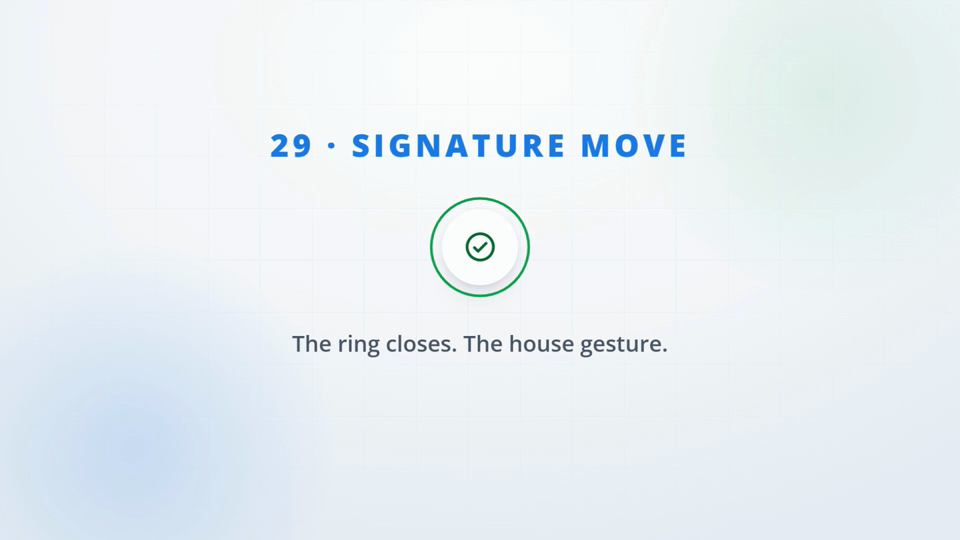 29 · SIGNATURE MOVE
The ring closes. The house gesture.